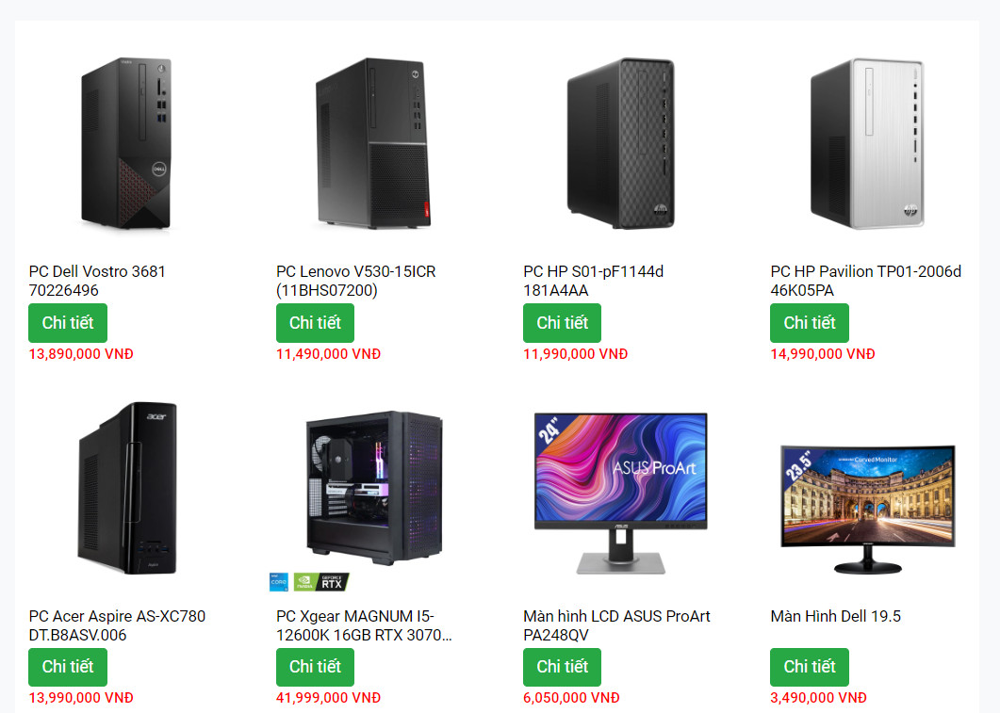 PC Dell Vostro 3681
70226496
Chi tiết
13,890,000 VNĐ
PC Lenovo V530-15ICR
(11BHS07200)
Chi tiết
11,490,000 VNĐ
PC HP S01-pF1144d
181A4AA
Chi tiết
11,990,000 VNĐ
PC HP Pavilion TP01-2006d
46K05PA
Chi tiết
14,990,000 VNĐ
acer
PC Acer Aspire AS-XC780
DT.B8ASV.006
Chi tiết
13,990,000 VNĐ
CORE
NVIDIA
GEFORCE
RTX
PC Xgear MAGNUM I5-
12600K 16GB RTX 3070...
Chi tiết
41,999,000 VNĐ
24"
ASUS ProArt
Màn hình LCD ASUS ProArt
PA248QV
Chi tiết
6,050,000 VNĐ
23.5"
Curved Monitor
Màn Hình Dell 19.5
Chi tiết
3,490,000 VNĐ